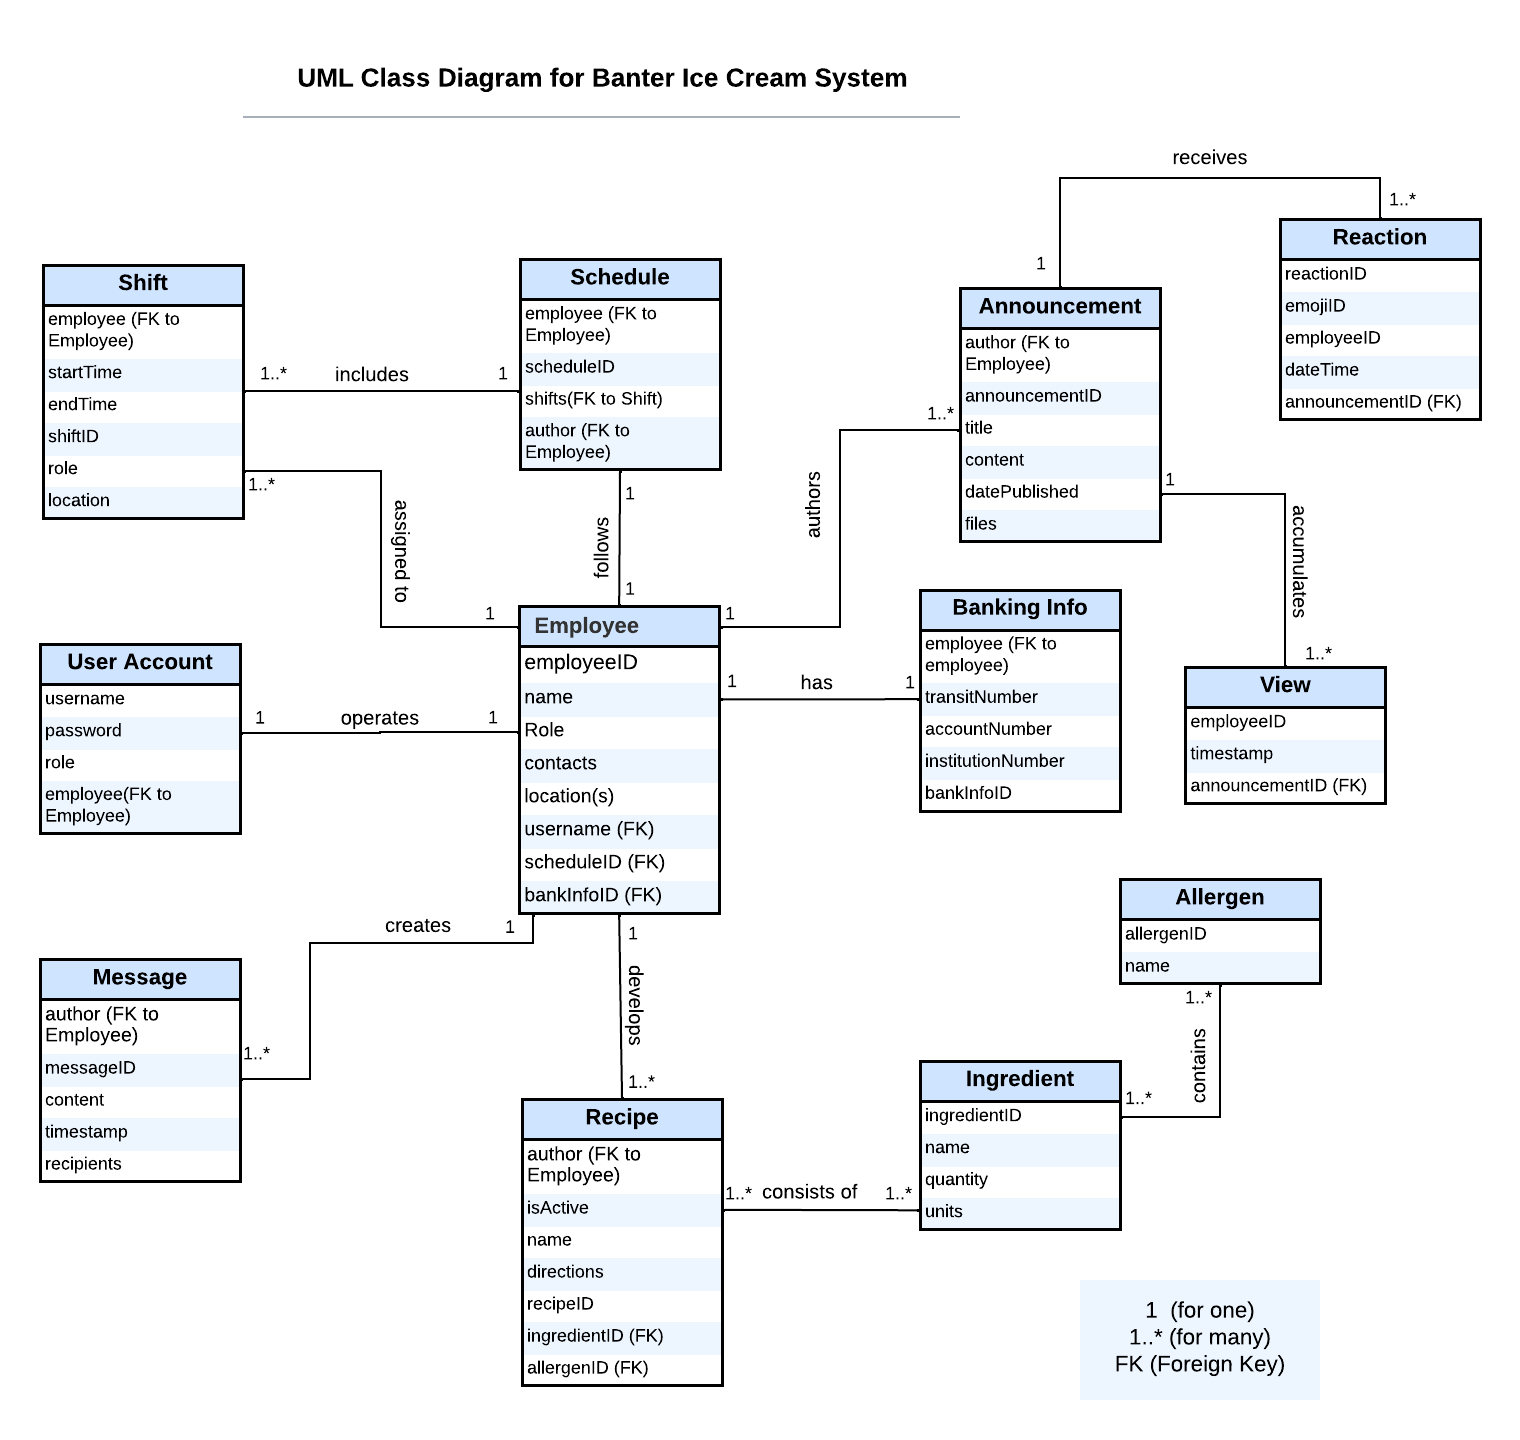 UML Class Diagram for Banter Ice Cream System
receives
1
1..*
Reaction
reactionID
emojiID
employeeID
dateTime
announcementID (FK)
Shift
employee (FK to
Employee)
startTime
endTime
shiftID
role
location
1..*
includes
1
Schedule
employee (FK to
Employee)
scheduleID
shifts(FK to Shift)
author (FK to
Employee)
Announcement
author (FK to
Employee)
announcementID
title
content
datePublished
files
1..*
authors
1
1..*
assigned to
1
1
follows
1
1
accumulates
1..*
View
employeeID
timestamp
announcementID (FK)
User Account
username
password
role
employee(FK to
Employee)
1
operates
1
Employee
employeeID
name
Role
contacts
location(s)
username (FK)
scheduleID (FK)
bankInfoID (FK)
1
has
1
Banking Info
employee (FK to
employee)
transitNumber
accountNumber
institutionNumber
bankInfoID
creates
1
1..*
Message
author (FK to
Employee)
messageID
content
timestamp
recipients
1
develops
1..*
Recipe
author (FK to
Employee)
isActive
name
directions
recipeID
ingredientID (FK)
allergenID (FK)
1..*
consists of
1..*
Ingredient
ingredientID
name
quantity
units
1..*
contains
1..*
Allergen
allergenID
name
1 (for one)
1..* (for many)
FK (Foreign Key)